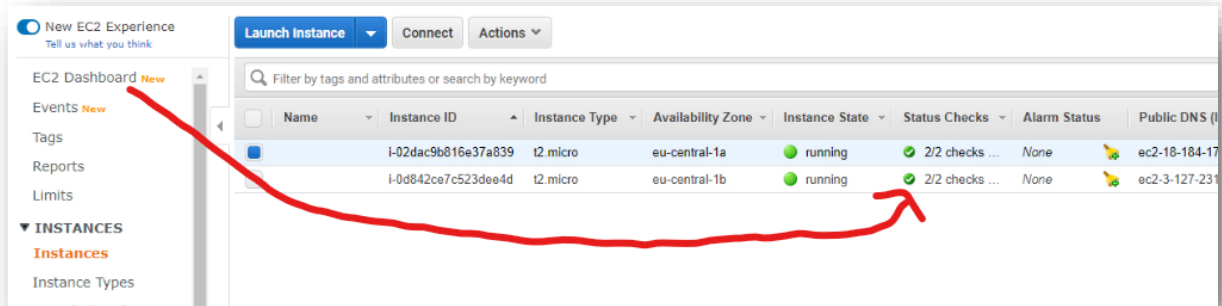 New EC2 Experience
Tell us what you think
Launch Instance Connect Actions
EC2 Dashboard New
Filter by tags and attributes or search by keyword
Events New
Name Instance ID Instance Type Availability Zone Instance State Status Checks Alarm Status Public DNS (I
Tags
i-02dac9b816e37a839 t2.micro eu-central-1a running 2/2 checks ... None ec2-18-184-17
Reports
i-0d842ce7c523dee4d t2.micro eu-central-1b running 2/2 checks ... None ec2-3-127-231
Limits
INSTANCES
Instances
Instance Types